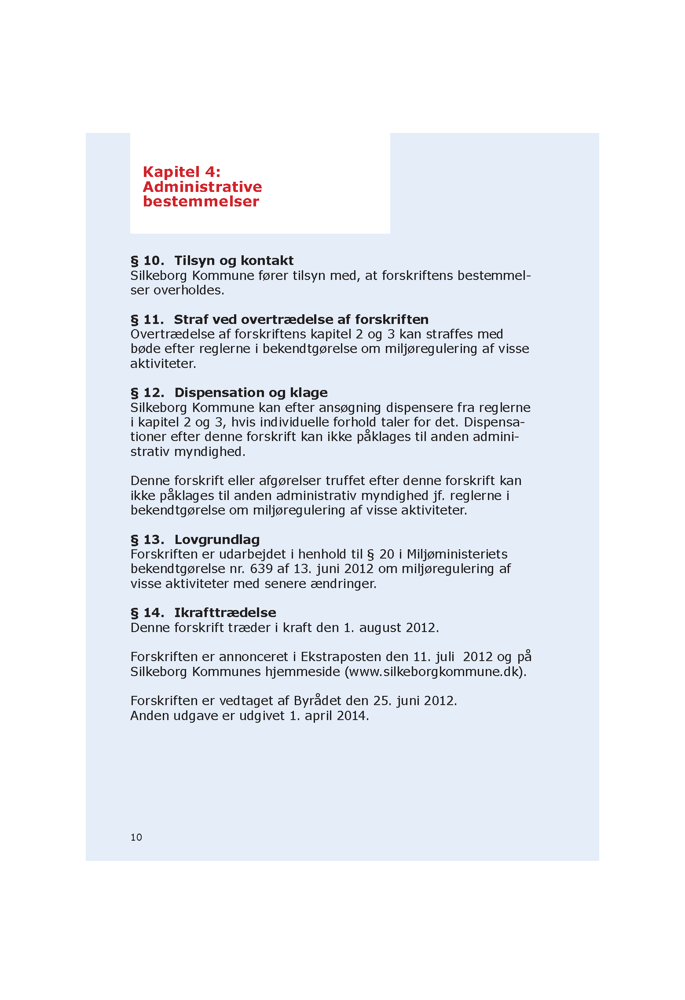 Kapitel 4:
Administrative
bestemmelser
§ 10. Tilsyn og kontakt
Silkeborg Kommune fører tilsyn med, at forskriftens bestemmel-
ser overholdes.
§ 11. Straf ved overtrædelse af forskriften
Overtrædelse af forskriftens kapitel 2 og 3 kan straffes med
bøde efter reglerne i bekendtgørelse om miljøregulering af visse
aktiviteter.
§ 12. Dispensation og klage
Silkeborg Kommune kan efter ansøgning dispensere fra reglerne
i kapitel 2 og 3, hvis individuelle forhold taler for det. Dispensa-
tioner efter denne forskrift kan ikke påklages til anden admini-
strativ myndighed.
Denne forskrift eller afgørelser truffet efter denne forskrift kan
ikke påklages til anden administrativ myndighed jf. reglerne i
bekendtgørelse om miljøregulering af visse aktiviteter.
§ 13. Lovgrundlag
Forskriften er udarbejdet i henhold til § 20 i Miljøministeriets
bekendtgørelse nr. 639 af 13. juni 2012 om miljøregulering af
visse aktiviteter med senere ændringer.
§ 14. Ikrafttrædelse
Denne forskrift træder i kraft den 1. august 2012.
Forskriften er annonceret i Ekstraposten den 11. juli 2012 og på
Silkeborg Kommunes hjemmeside (www.silkeborgkommune.dk).
Forskriften er vedtaget af Byrådet den 25. juni 2012.
Anden udgave er udgivet 1. april 2014.
10